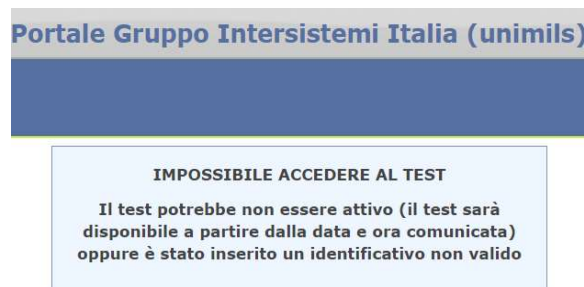 Portale Gruppo Intersistemi Italia (unimils)
IMPOSSIBILE ACCEDERE AL TEST
Il test potrebbe non essere attivo (il test sarà
disponibile a partire dalla data e ora comunicata)
oppure è stato inserito un identificativo non valido